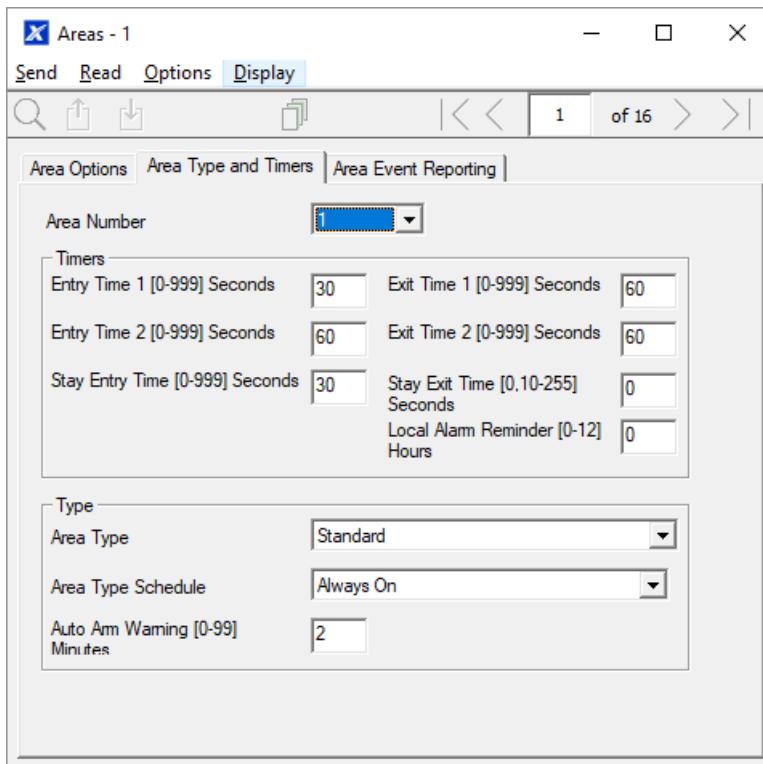 Areas - 1
Send Read Options Display
1 of 16
Area Options Area Type and Timers Area Event Reporting
Area Number 1
Timers
Entry Time 1 [0-999] Seconds 30 Exit Time 1 [0-999] Seconds 60
Entry Time 2 [0-999] Seconds 60 Exit Time 2 [0-999] Seconds 60
Stay Entry Time [0-999] Seconds 30 Stay Exit Time [0,10-255] 0
Seconds
Local Alarm Reminder [0-12] 0
Hours
Type
Area Type Standard
Area Type Schedule Always On
Auto Arm Warning [0-99] 2
Minutes